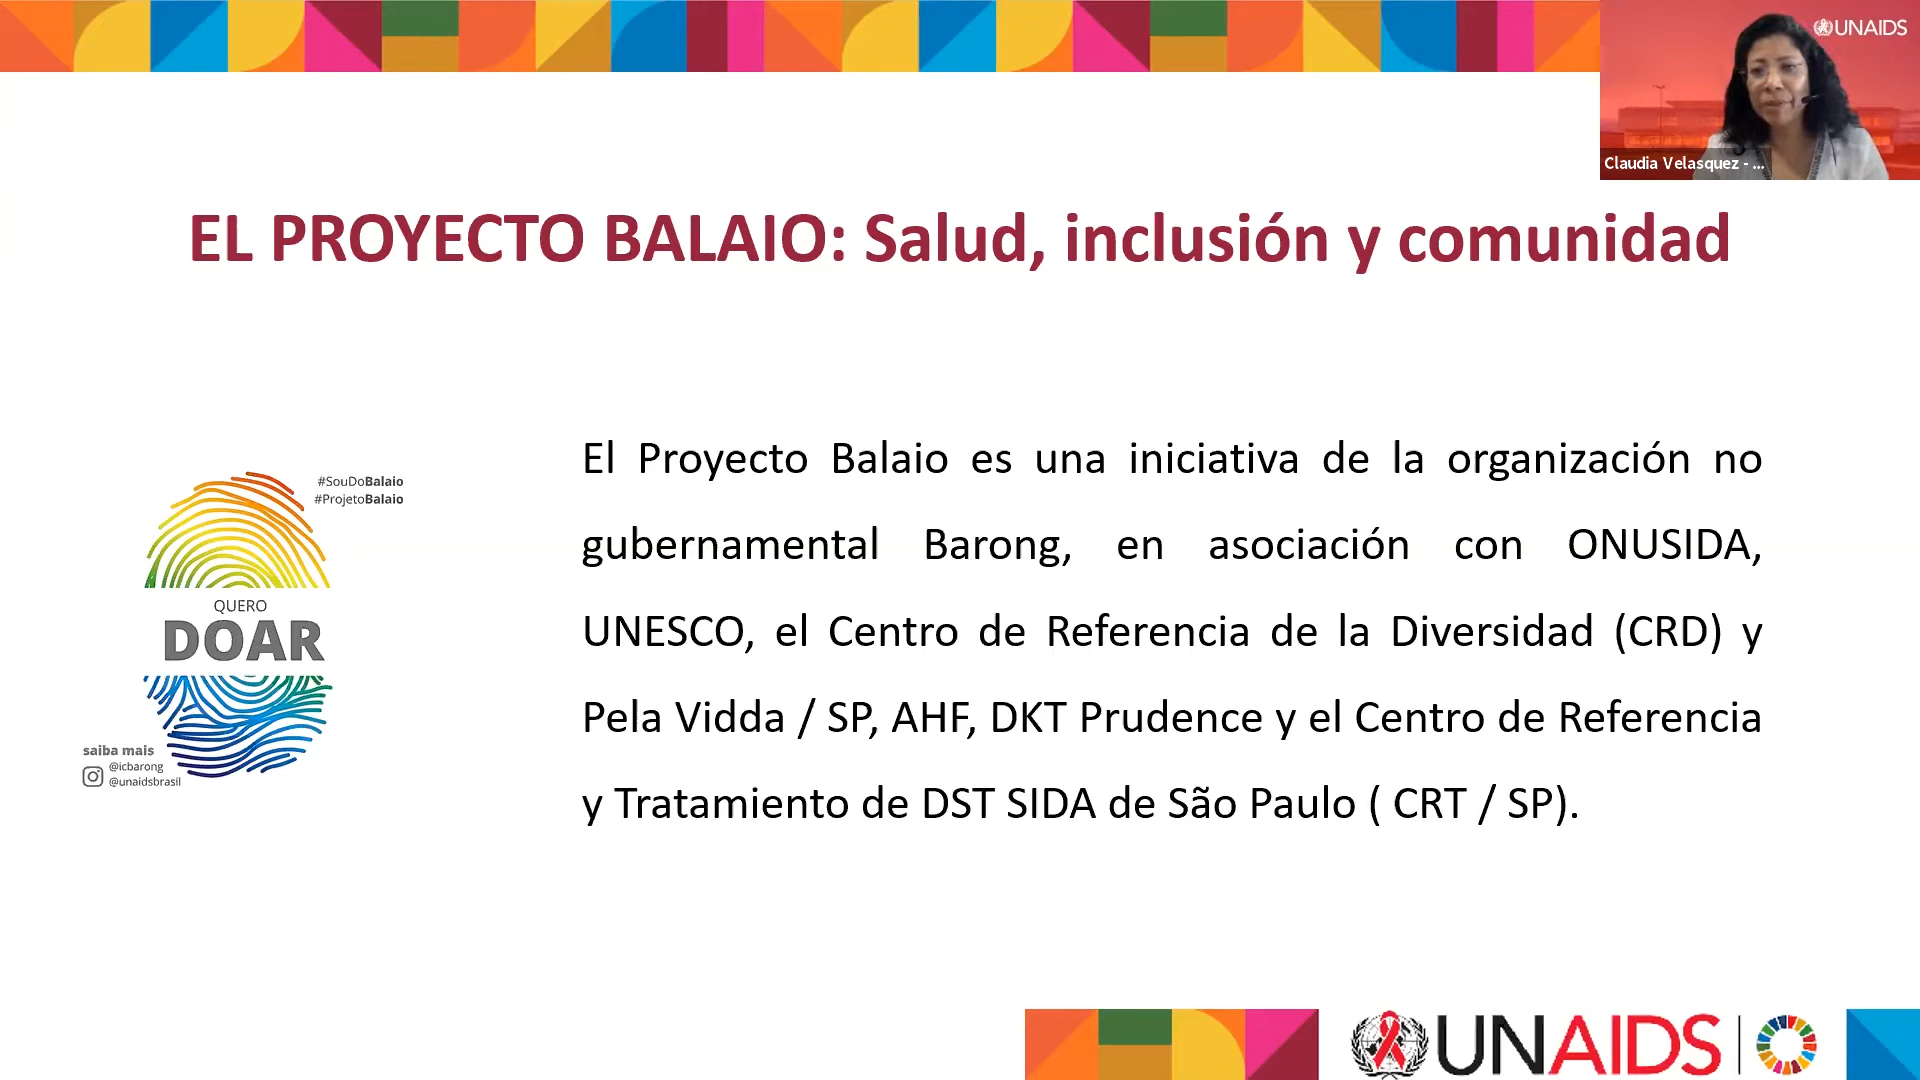 UNAIDS
Claudia Velasquez - ...
EL PROYECTO BALAIO: Salud, inclusión y comunidad
#SouDoBalaio
#ProjetoBalaio
QUERO
DOAR
saiba mais
@icbarong
@unaidsbrasil
El Proyecto Balaio es una iniciativa de la organización no
gubernamental Barong, en asociación con ONUSIDA,
UNESCO, el Centro de Referencia de la Diversidad (CRD) y
Pela Vidda / SP, AHF, DKT Prudence y el Centro de Referencia
y Tratamiento de DST SIDA de São Paulo ( CRT / SP).
UNAIDS